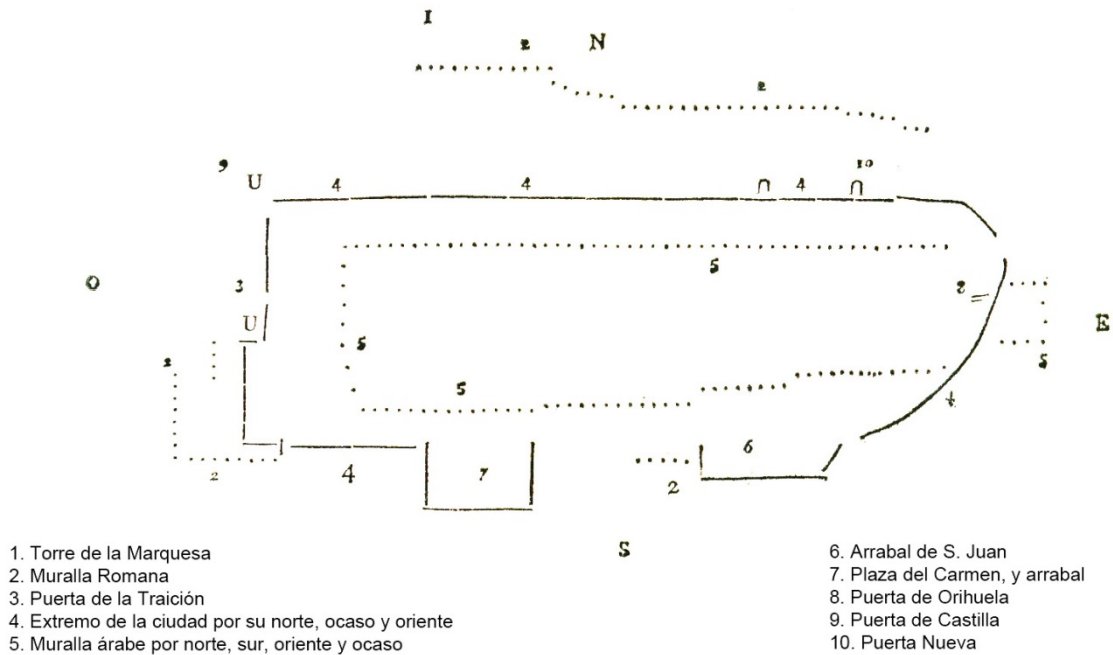 1
2 N
2
9 U 4 4 ∩ 4 ∩ 10
5
O 3 8 =
U E
2 5 5
5 4
2 4 7 2 6
S
1. Torre de la Marquesa
2. Muralla Romana
3. Puerta de la Traición
4. Extremo de la ciudad por su norte, ocaso y oriente
5. Muralla árabe por norte, sur, oriente y ocaso
6. Arrabal de S. Juan
7. Plaza del Carmen, y arrabal
8. Puerta de Orihuela
9. Puerta de Castilla
10. Puerta Nueva